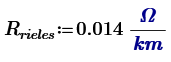 R_rieles := 0.014 Ω/km